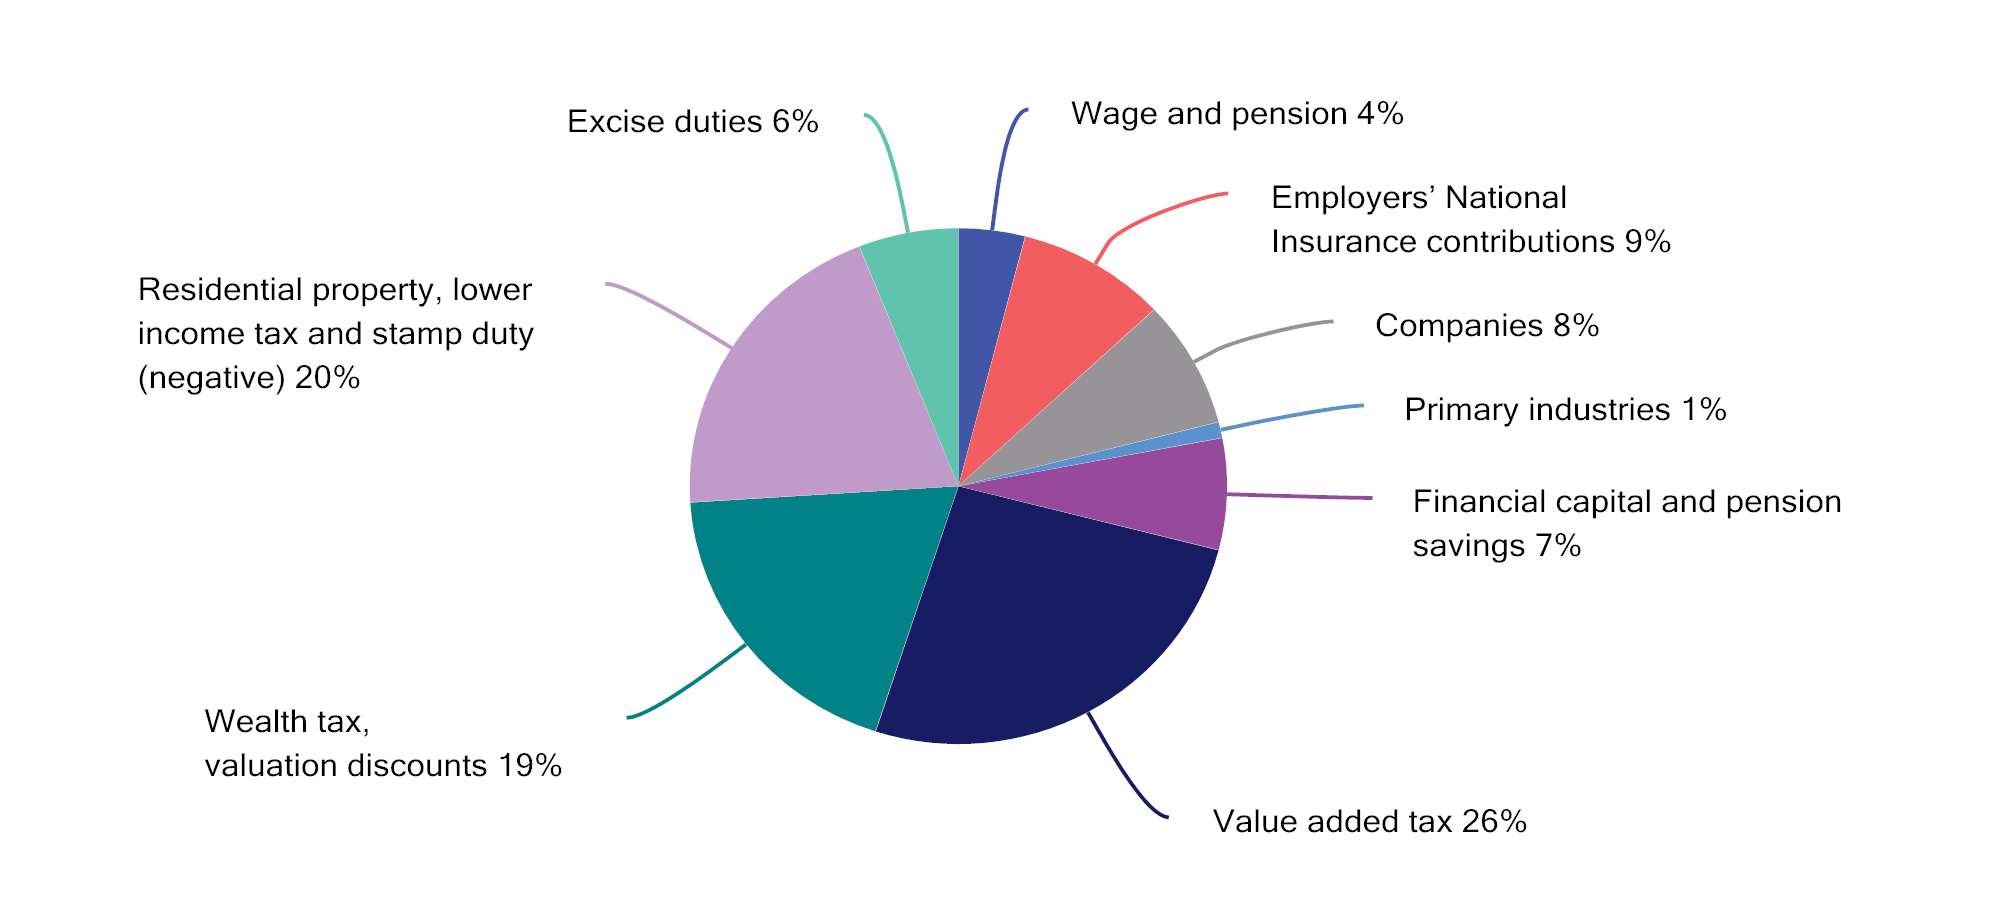 Excise duties 6%
Wage and pension 4%
Employers’ National
Insurance contributions 9%
Residential property, lower
income tax and stamp duty
(negative) 20%
Companies 8%
Primary industries 1%
Financial capital and pension
savings 7%
Wealth tax,
valuation discounts 19%
Value added tax 26%